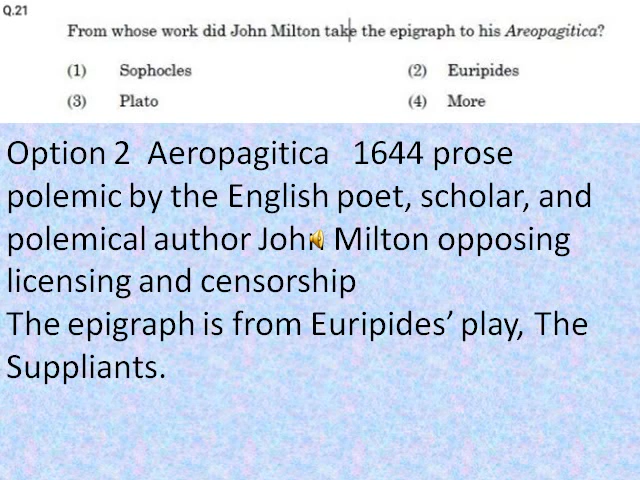 Q.21
From whose work did John Milton take the epigraph to his Areopagitica?
(1) Sophocles (2) Euripides
(3) Plato (4) More
Option 2 Aeropagitica 1644 prose
polemic by the English poet, scholar, and
polemical author John Milton opposing
licensing and censorship
The epigraph is from Euripides’ play, The
Suppliants.